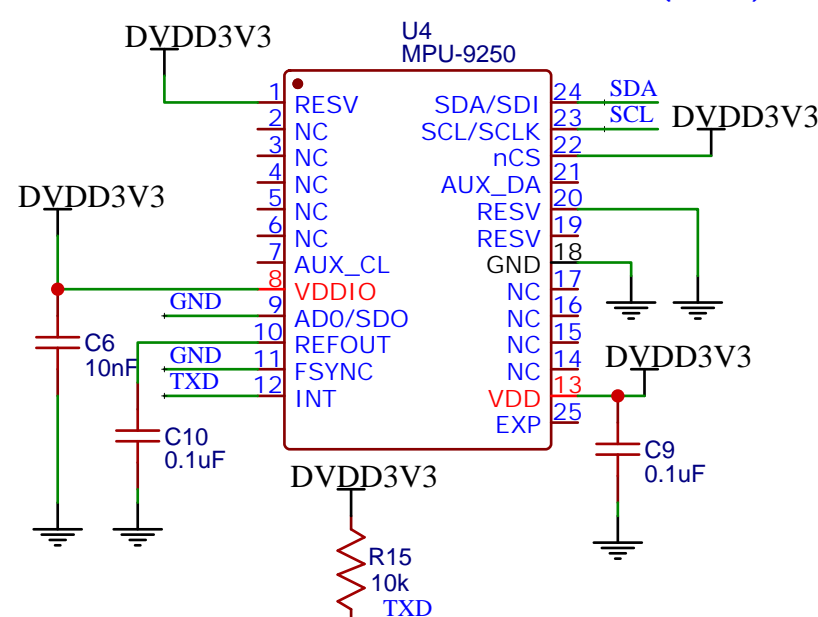 DVDD3V3
U4
MPU-9250
1
RESV
2
NC
3
NC
4
NC
5
NC
6
NC
7
AUX_CL
8
VDDIO
9
AD0/SDO
10
REFOUT
11
FSYNC
12
INT
24
SDA/SDI
SDA
23
SCL/SCLK
SCL
22
nCS
DVDD3V3
21
AUX_DA
20
RESV
19
RESV
18
GND
17
NC
16
NC
15
NC
14
NC
13
VDD
25
EXP
DVDD3V3
GND
GND
TXD
C6
10nF
C10
0.1uF
DVDD3V3
C9
0.1uF
DVDD3V3
R15
10k
TXD